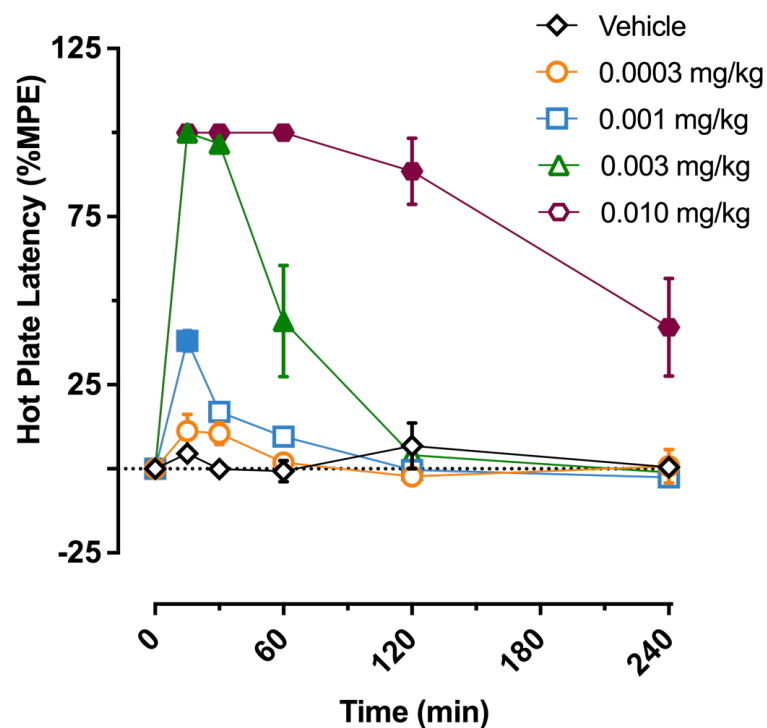 Vehicle
0.0003 mg/kg
0.001 mg/kg
0.003 mg/kg
0.010 mg/kg
Hot Plate Latency (%MPE)
125
75
25
-25
0
60
120
180
240
Time (min)